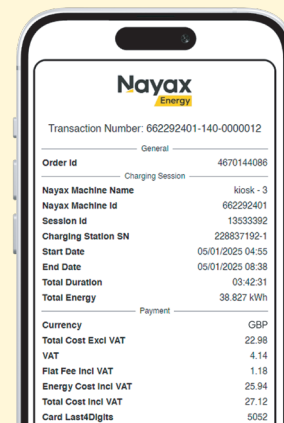 Nayax
Energy
Transaction Number: 662292401-140-0000012
General
Order Id 4670144086
Charging Session
Nayax Machine Name kiosk - 3
Nayax Machine Id 662292401
Session Id 13533392
Charging Station SN 228837192-1
Start Date 05/01/2025 04:55
End Date 05/01/2025 08:38
Total Duration 03:42:31
Total Energy 38.827 kWh
Payment
Currency GBP
Total Cost Excl VAT 22.98
VAT 4.14
Flat Fee Incl VAT 1.18
Energy Cost Incl VAT 25.94
Total Cost Incl VAT 27.12
Card Last4Digits 5052